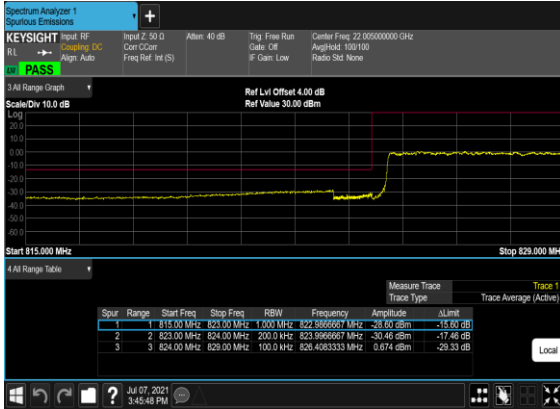 Spectrum Analyzer 1
Spurious Emissions
KEYSIGHT Input: RF Input Z: 50 Ω Atten: 40 dB Trig: Free Run Center Freq: 22.005000000 GHz
RL Coupling: DC Corr CCorr Gate: Off Avg|Hold: 100/100
Align: Auto Freq Ref: Int (S) IF Gain: Low Radio Std: None
PASS
3 All Range Graph
Ref Lvl Offset 4.00 dB
Scale/Div 10.0 dB Ref Value 30.00 dBm
Log
20.0
10.0
0.00
-10.0
-20.0
-30.0
-40.0
-50.0
-60.0
Start 815.000 MHz Stop 829.000 MH
4 All Range Table
Measure Trace Trace 1
Trace Type Trace Average (Active)
Spur Range Start Freq Stop Freq RBW Frequency Amplitude ΔLimit
1 1 815.00 MHz 823.00 MHz 1.000 MHz 822.9866667 MHz -28.60 dBm -15.60 dB
2 2 823.00 MHz 824.00 MHz 200.0 kHz 823.9966667 MHz -30.46 dBm -17.46 dB
3 3 824.00 MHz 829.00 MHz 100.0 kHz 826.4083333 MHz 0.674 dBm -29.33 dB
Local
? Jul 07, 2021
3:45:48 PM